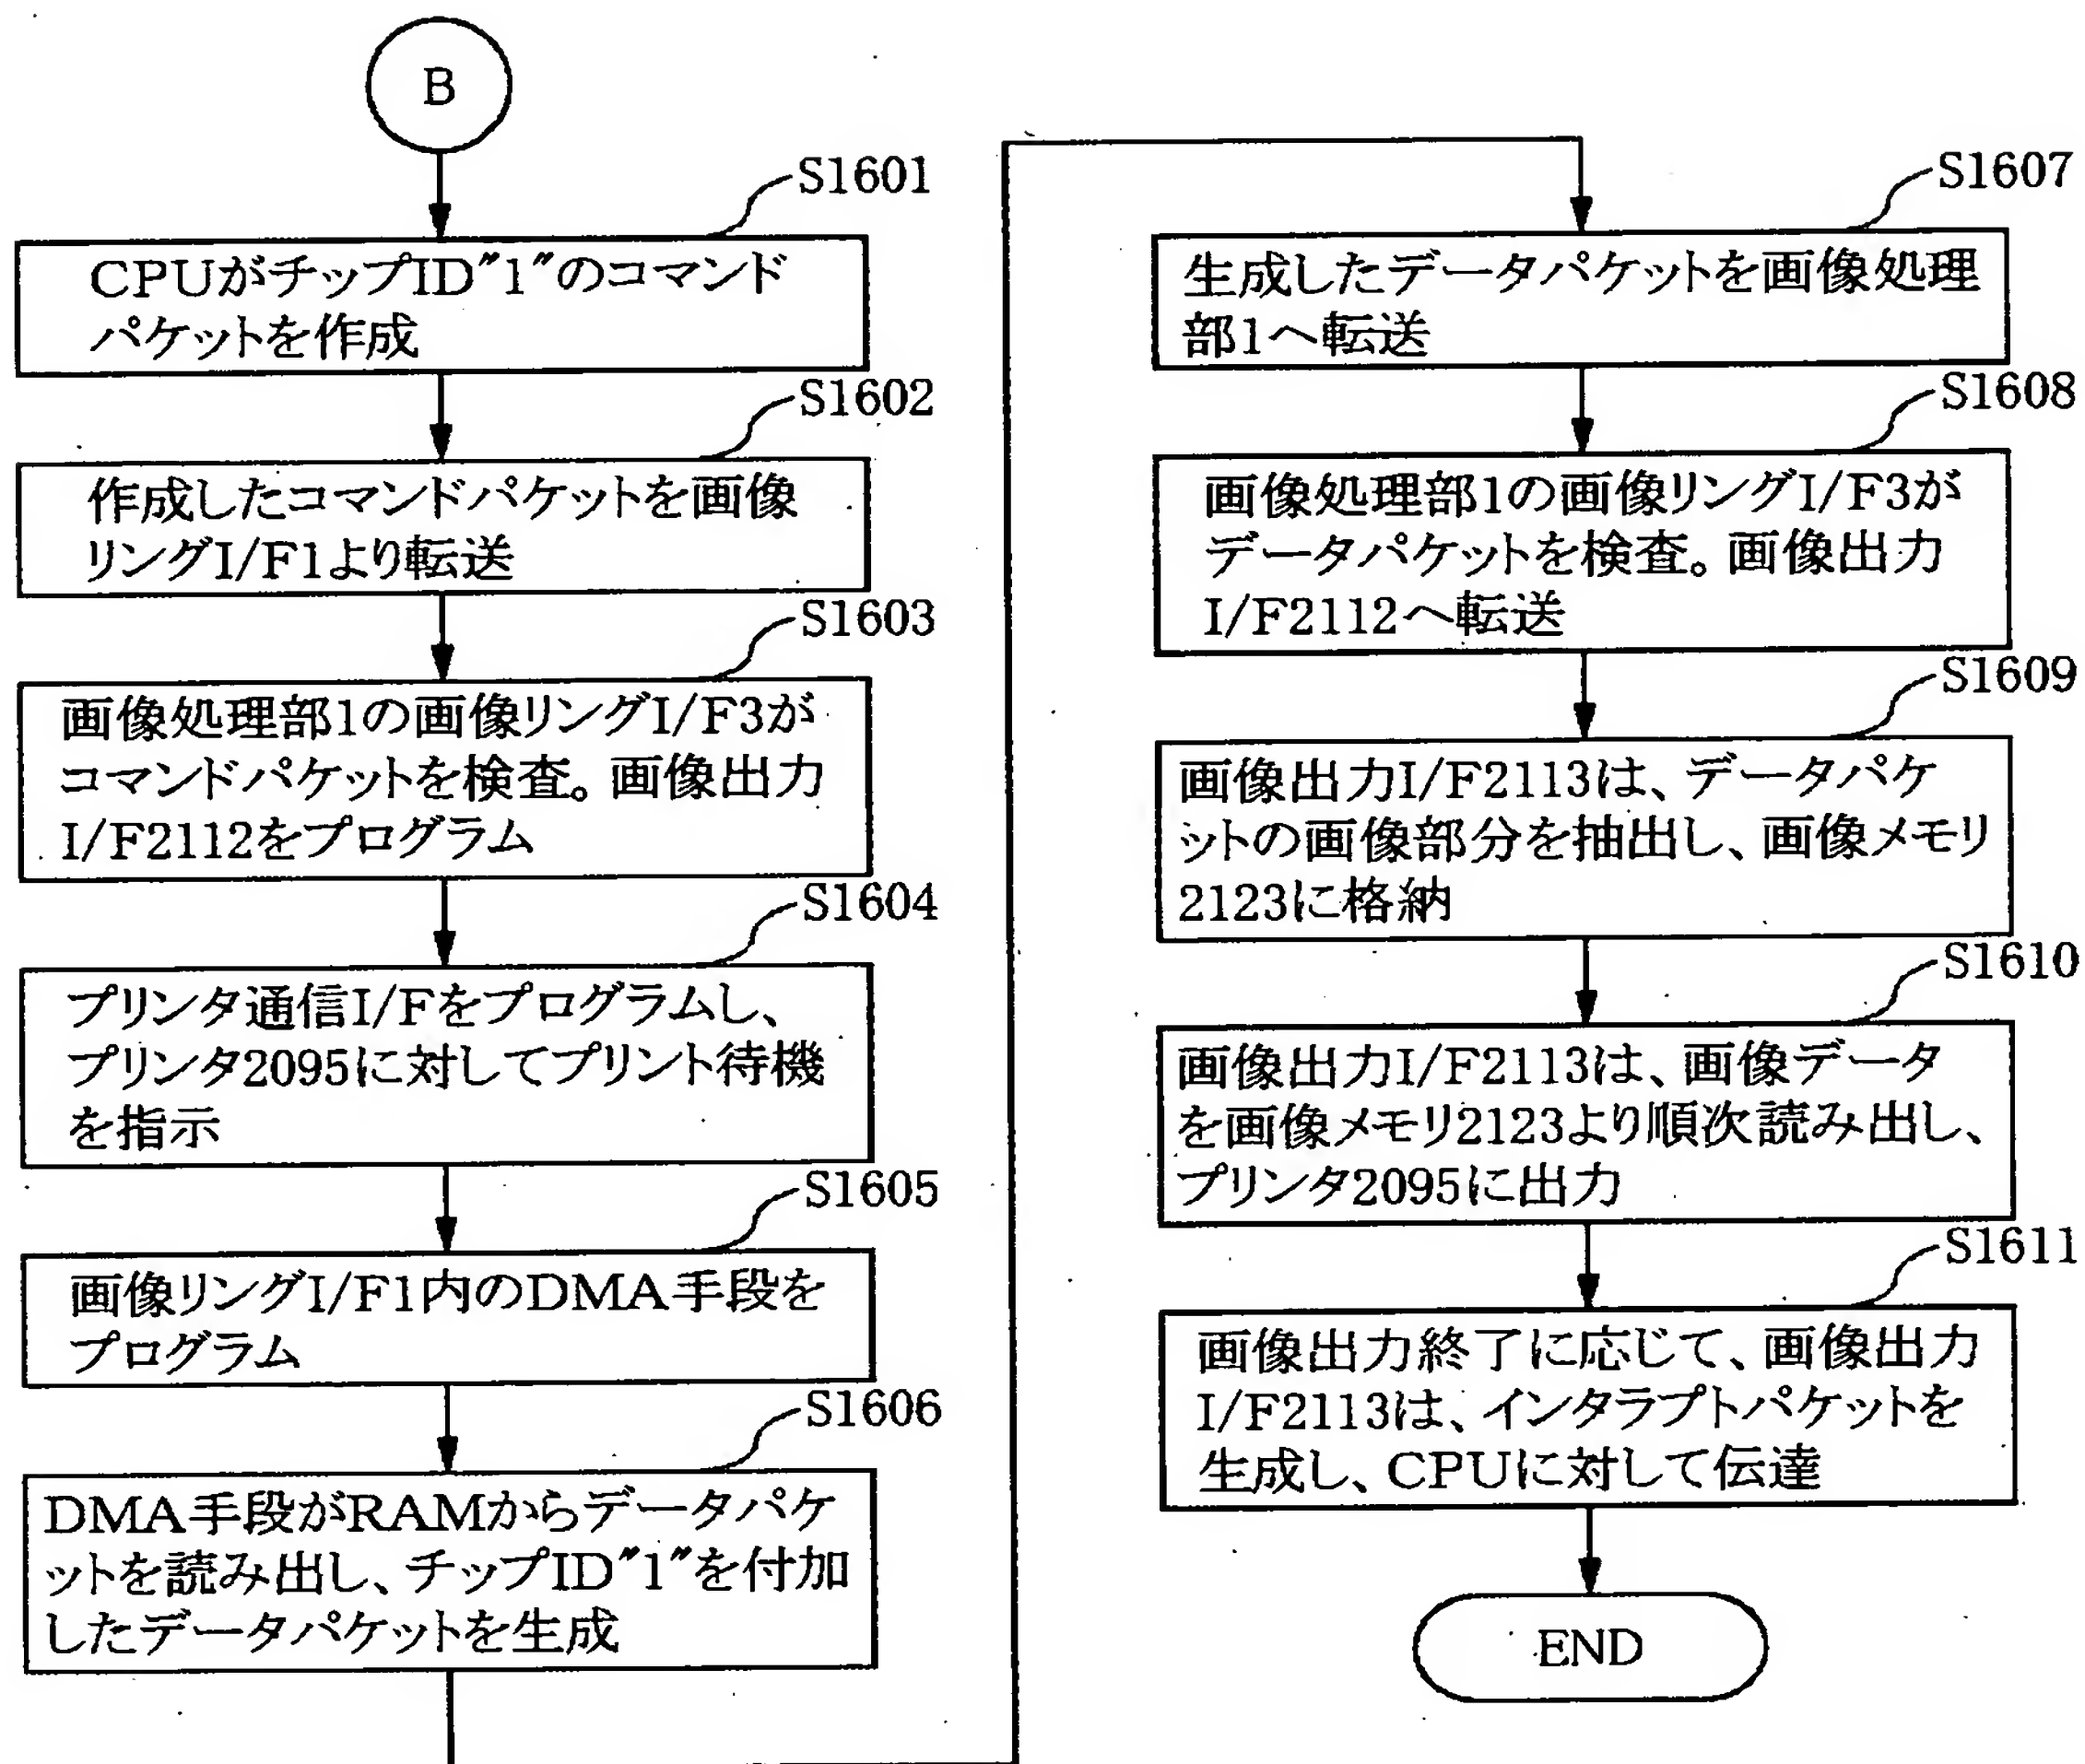 B
S1601
CPUがチップID″1″のコマンド
パケットを作成
S1602
作成したコマンドパケットを画像
リングI/F1より転送
S1603
画像処理部1の画像リングI/F3が
コマンドパケットを検査。画像出力
I/F2112をプログラム
S1604
プリンタ通信I/Fをプログラムし、
プリンタ2095に対してプリント待機
を指示
S1605
画像リングI/F1内のDMA手段を
プログラム
S1606
DMA手段がRAMからデータパケ
ットを読み出し、チップID″1″を付加
したデータパケットを生成
S1607
生成したデータパケットを画像処理
部1へ転送
S1608
画像処理部1の画像リングI/F3が
データパケットを検査。画像出力
I/F2112へ転送
S1609
画像出力I/F2113は、データパケ
ットの画像部分を抽出し、画像メモリ
2123に格納
S1610
画像出力I/F2113は、画像データ
を画像メモリ2123より順次読み出し、
プリンタ2095に出力
S1611
画像出力終了に応じて、画像出力
I/F2113は、インタラプトパケットを
生成し、CPUに対して伝達
END